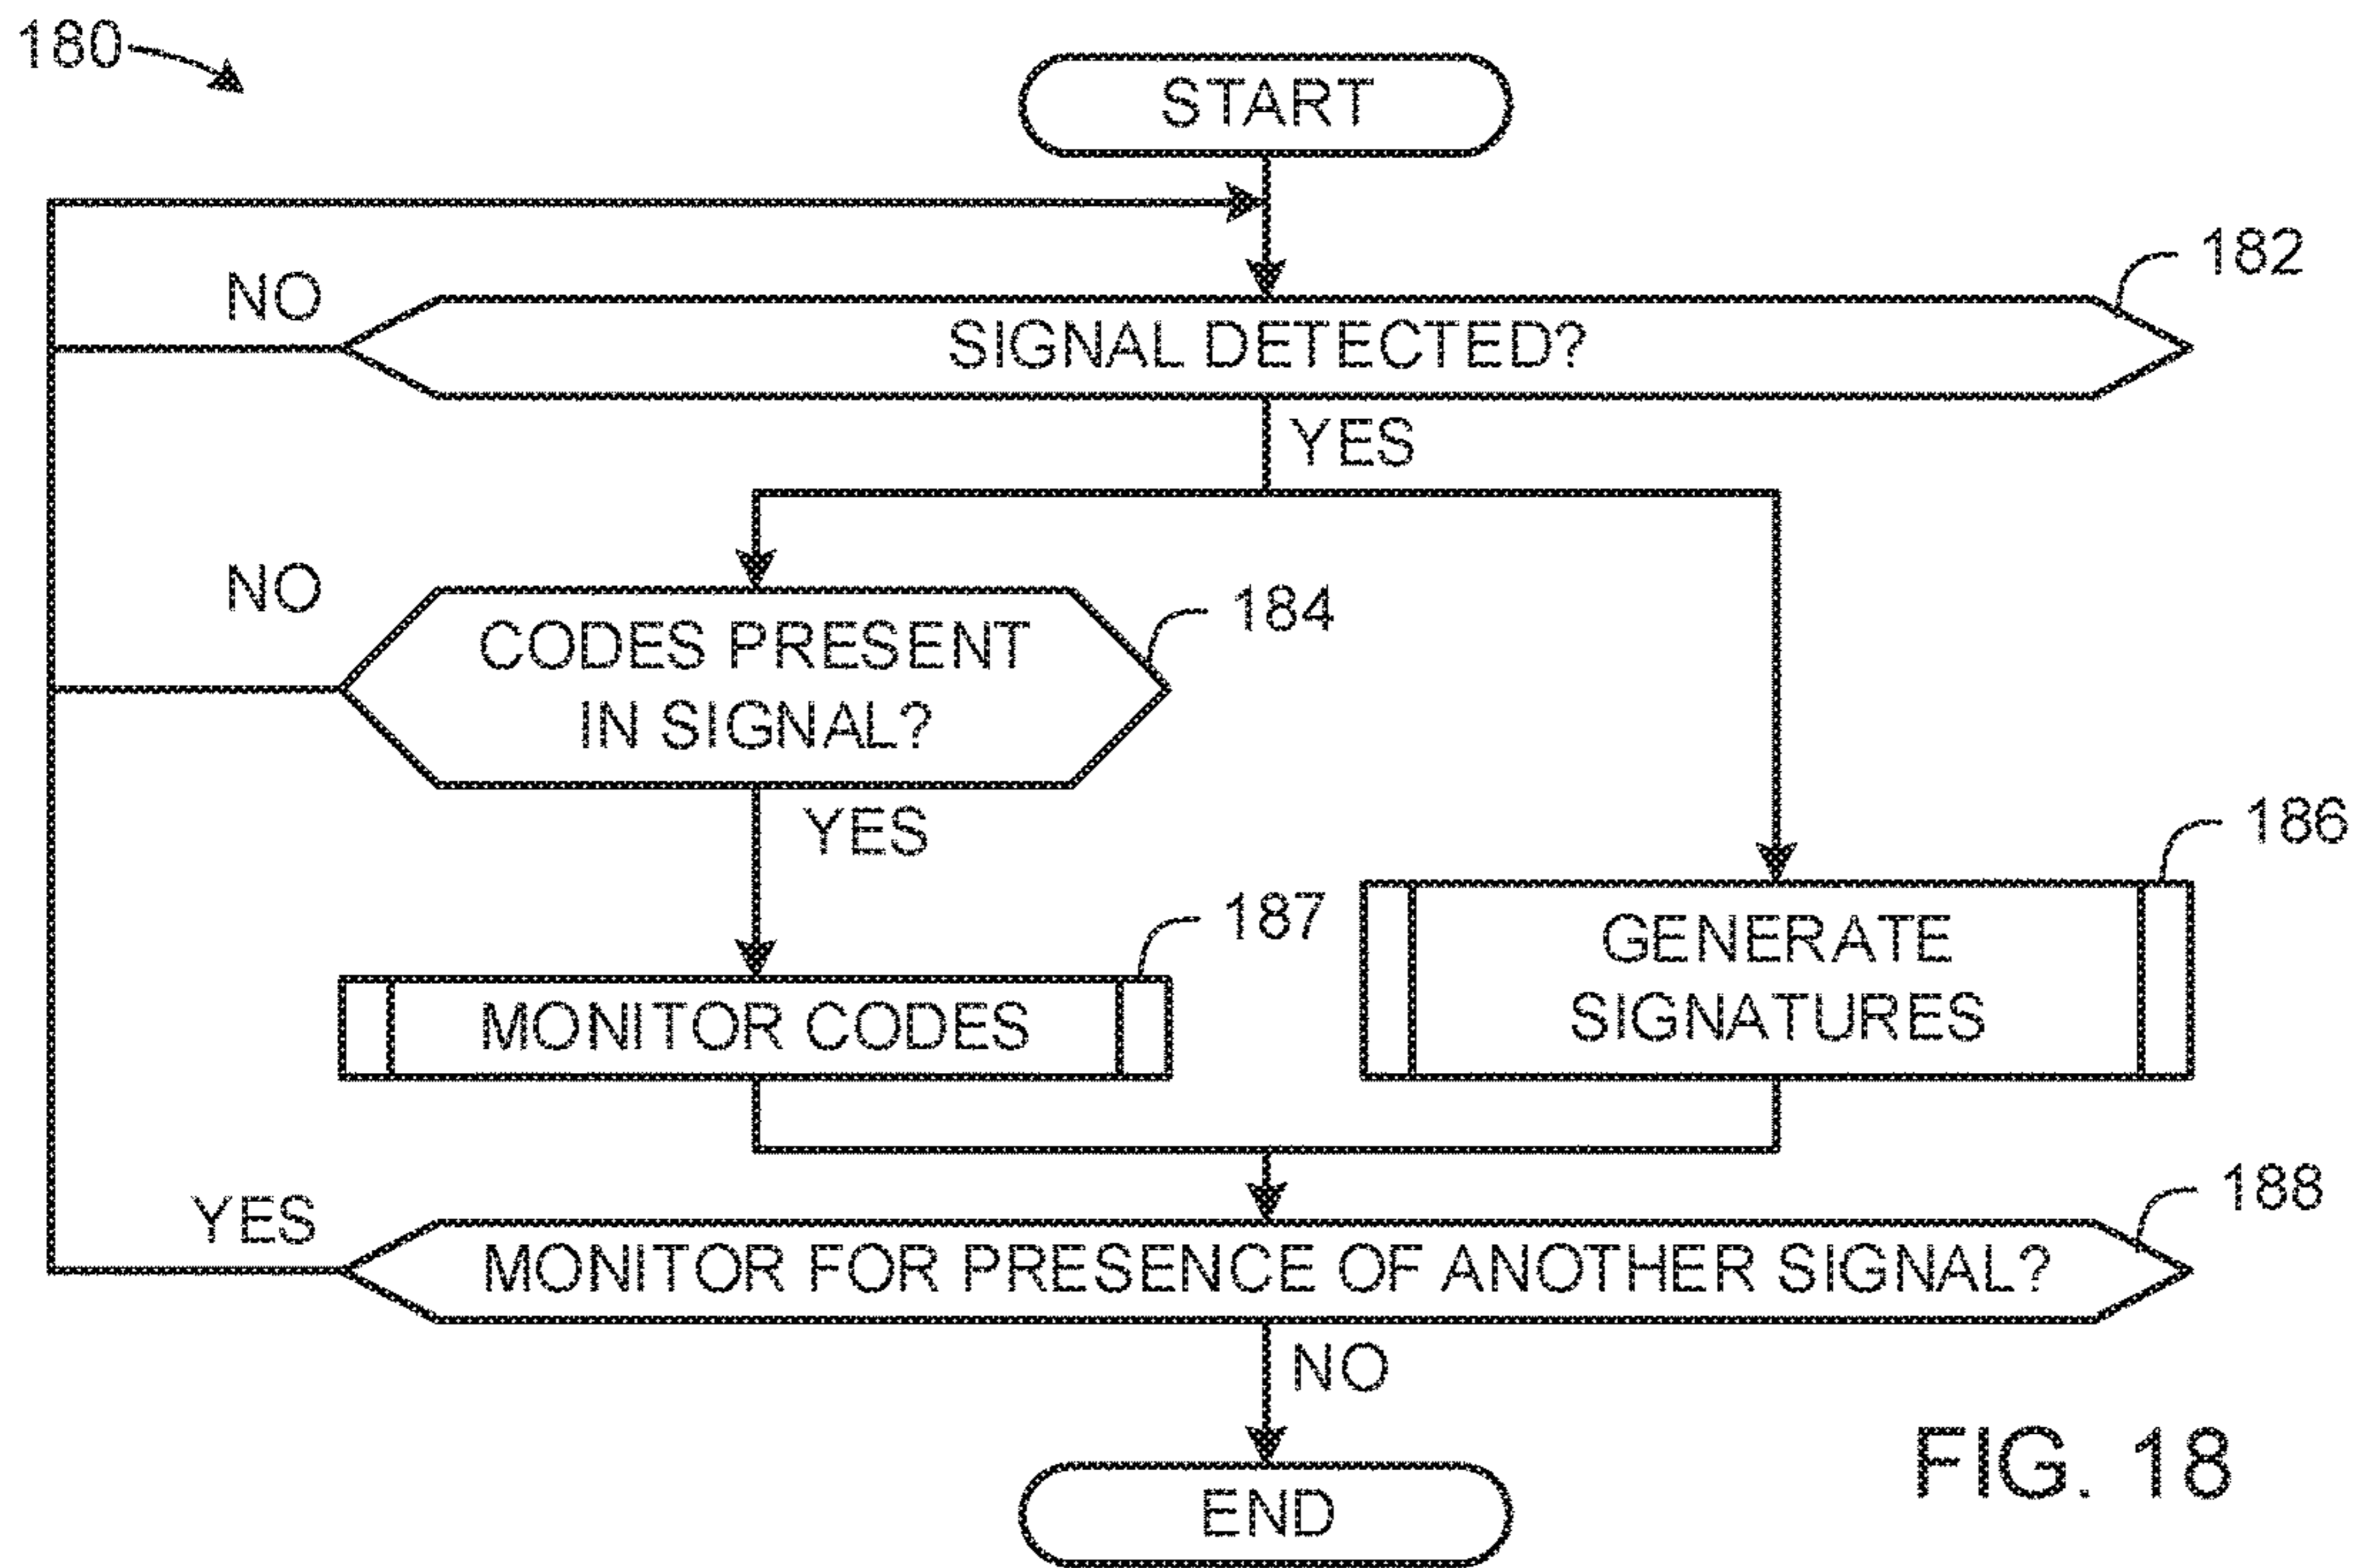 180
START
NO
182
SIGNAL DETECTED?
YES
NO
184
CODES PRESENT
IN SIGNAL?
YES
186
187
GENERATE
SIGNATURES
MONITOR CODES
188
YES
MONITOR FOR PRESENCE OF ANOTHER SIGNAL?
NO
FIG. 18
END